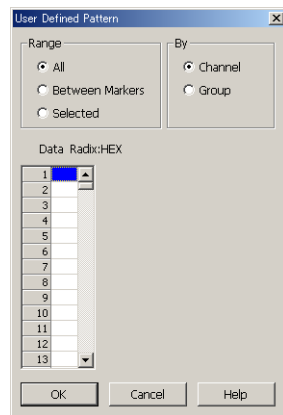 User Defined Pattern
Range
All
Between Markers
Selected
By
Channel
Group
Data Radix:HEX
1
2
3
4
5
6
7
8
9
10
11
12
13
OK Cancel Help